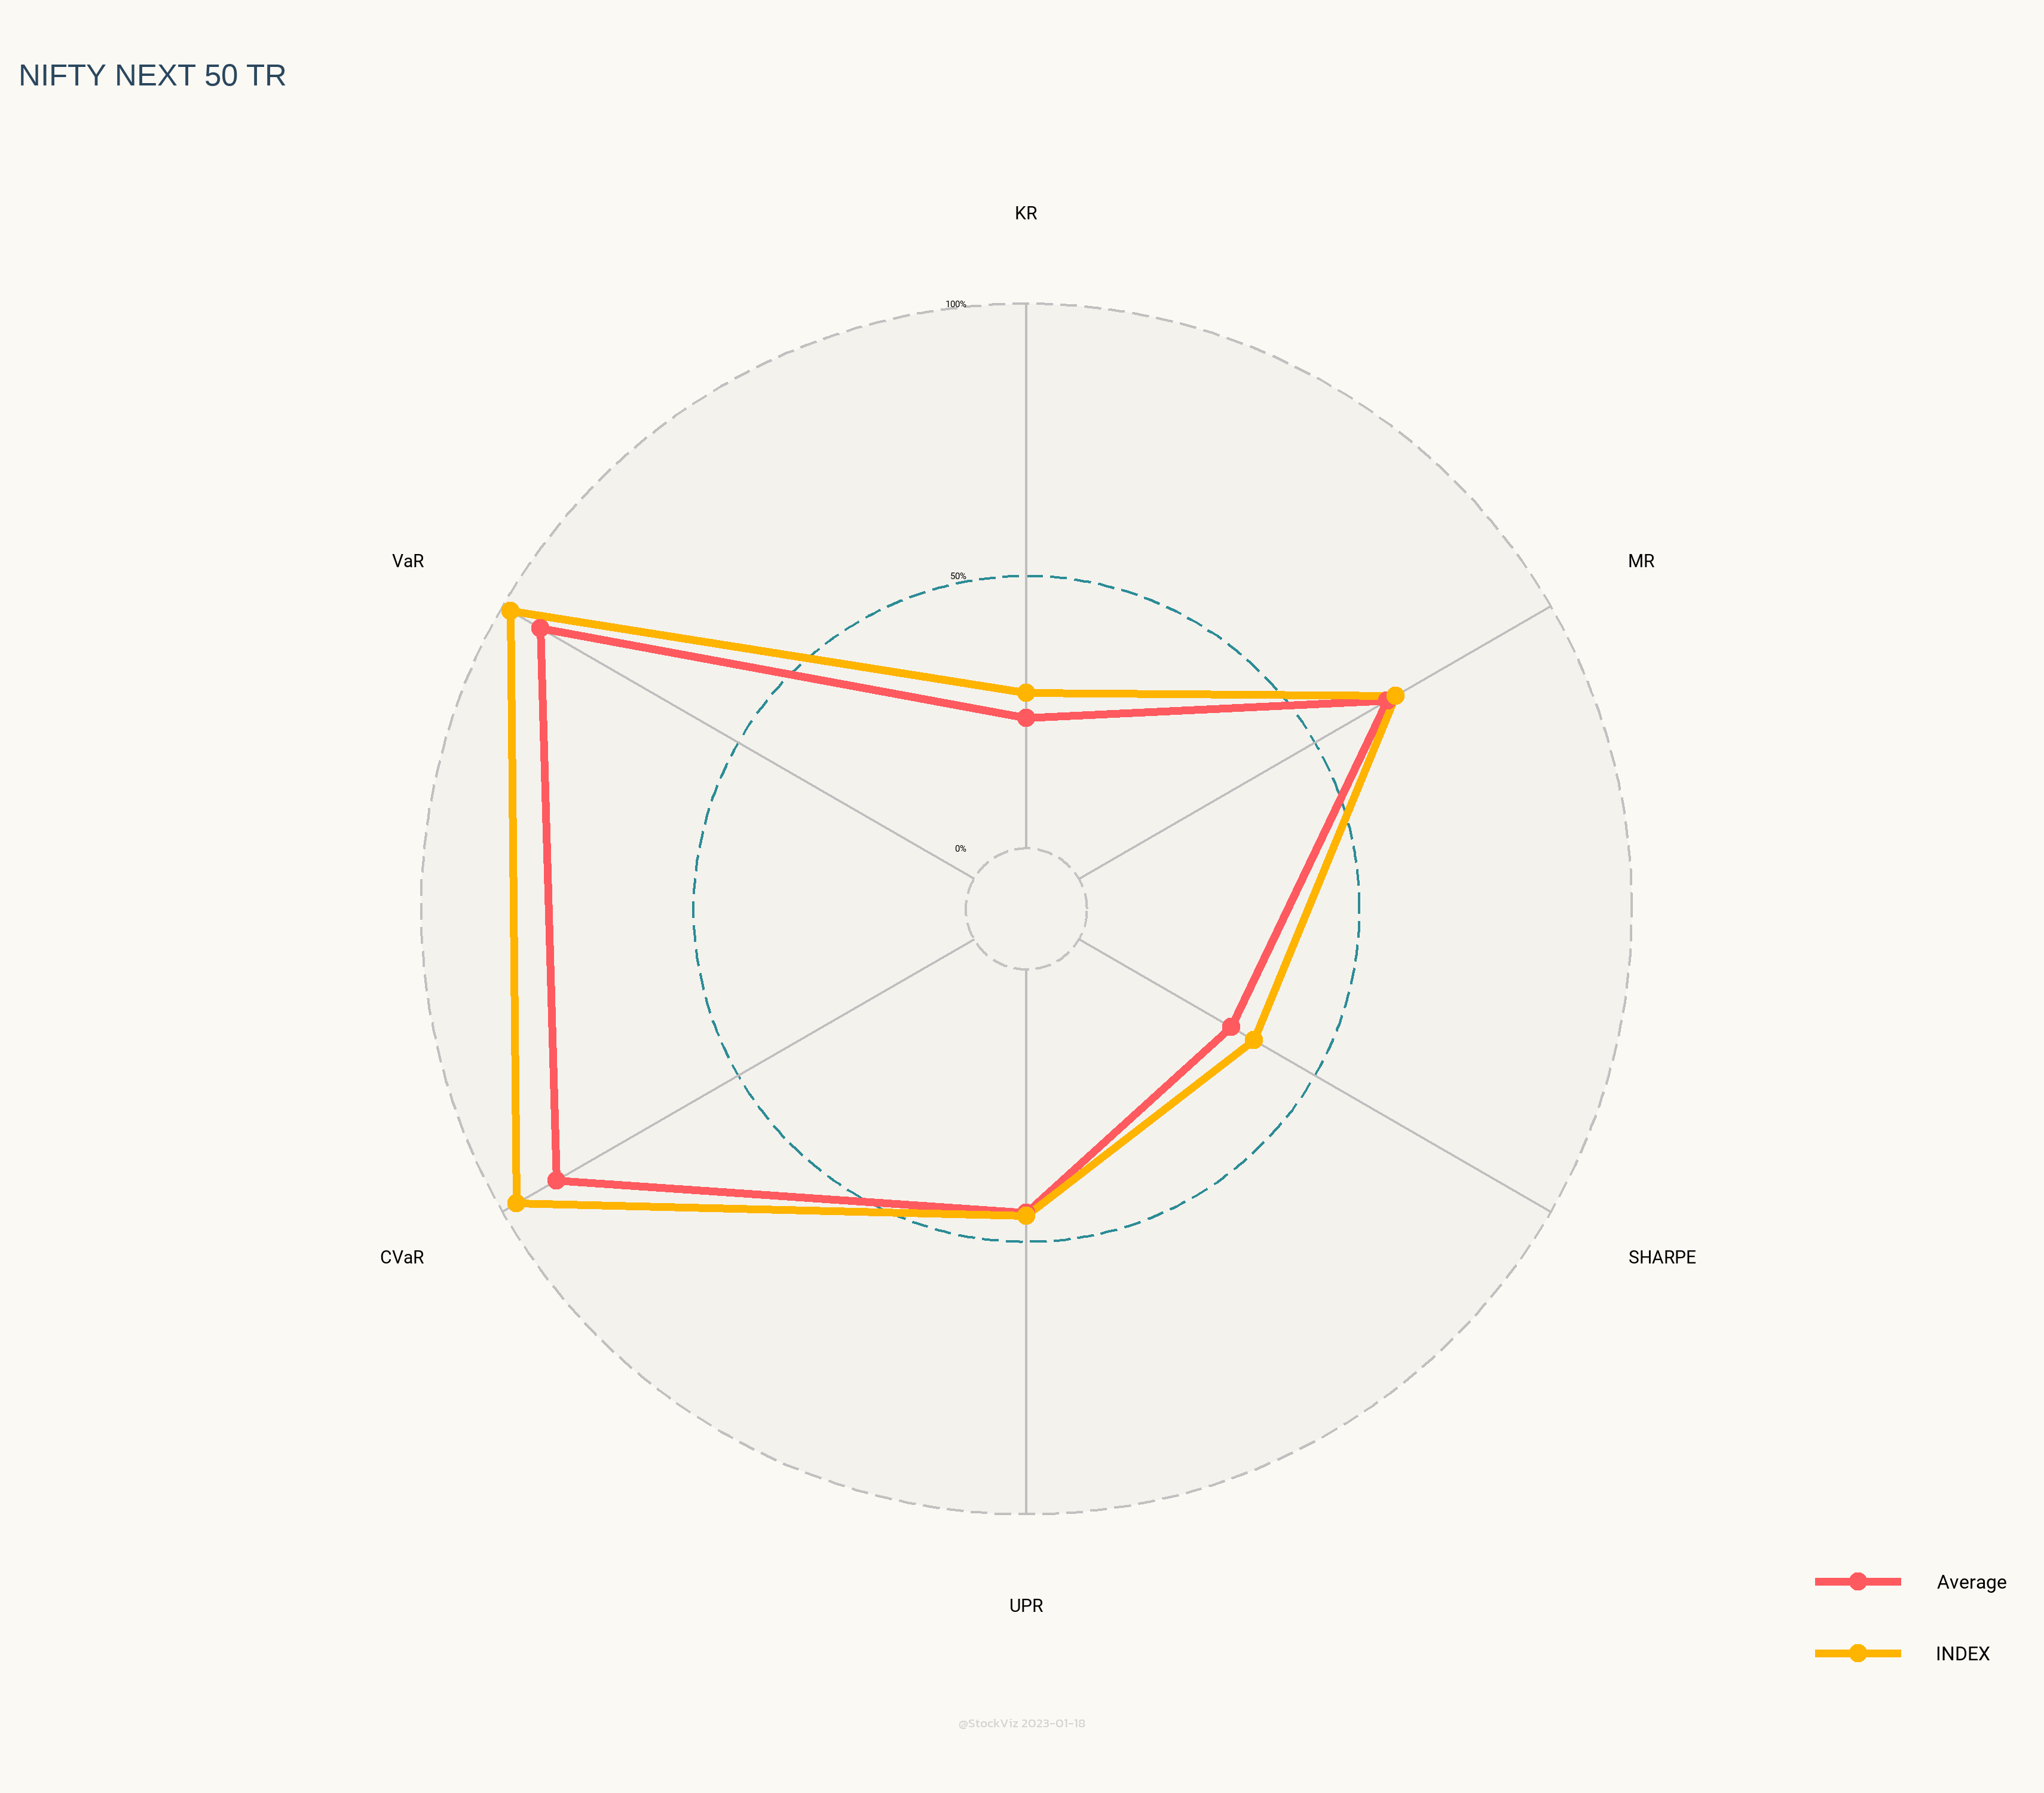 NIFTY NEXT 50 TR
KR
100%
VaR
MR
50%
0%
CVaR
SHARPE
UPR
Average
INDEX
@StockViz 2023-01-18